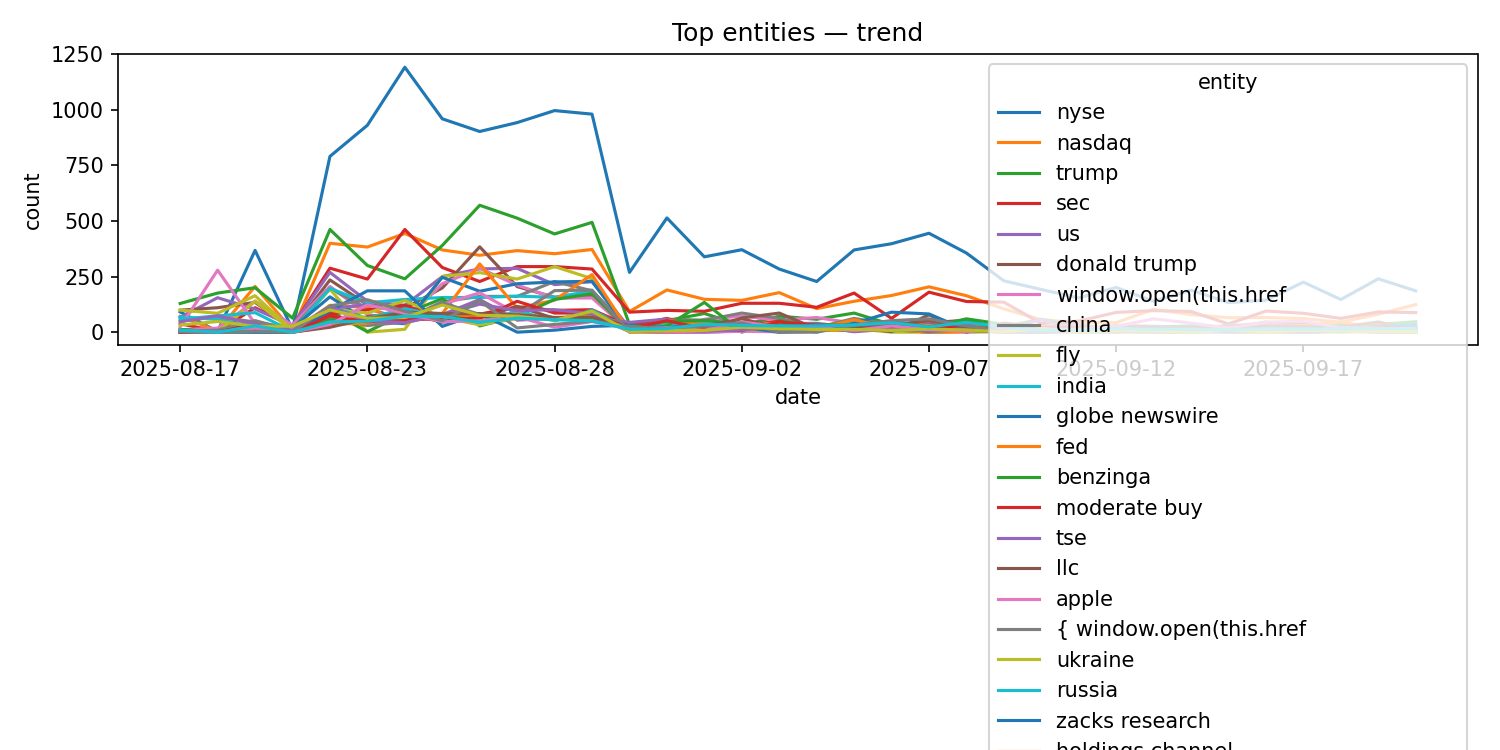 Top entities — trend
1250
1000
750
500
250
0
count
2025-08-17
2025-08-23
2025-08-28
2025-09-02
2025-09-07
2025-09-12
2025-09-17
date
entity
nyse
nasdaq
trump
sec
us
donald trump
window.open(this.href
china
fly
india
globe newswire
fed
benzinga
moderate buy
tse
llc
apple
{ window.open(this.href
ukraine
russia
zacks research
holdings channel